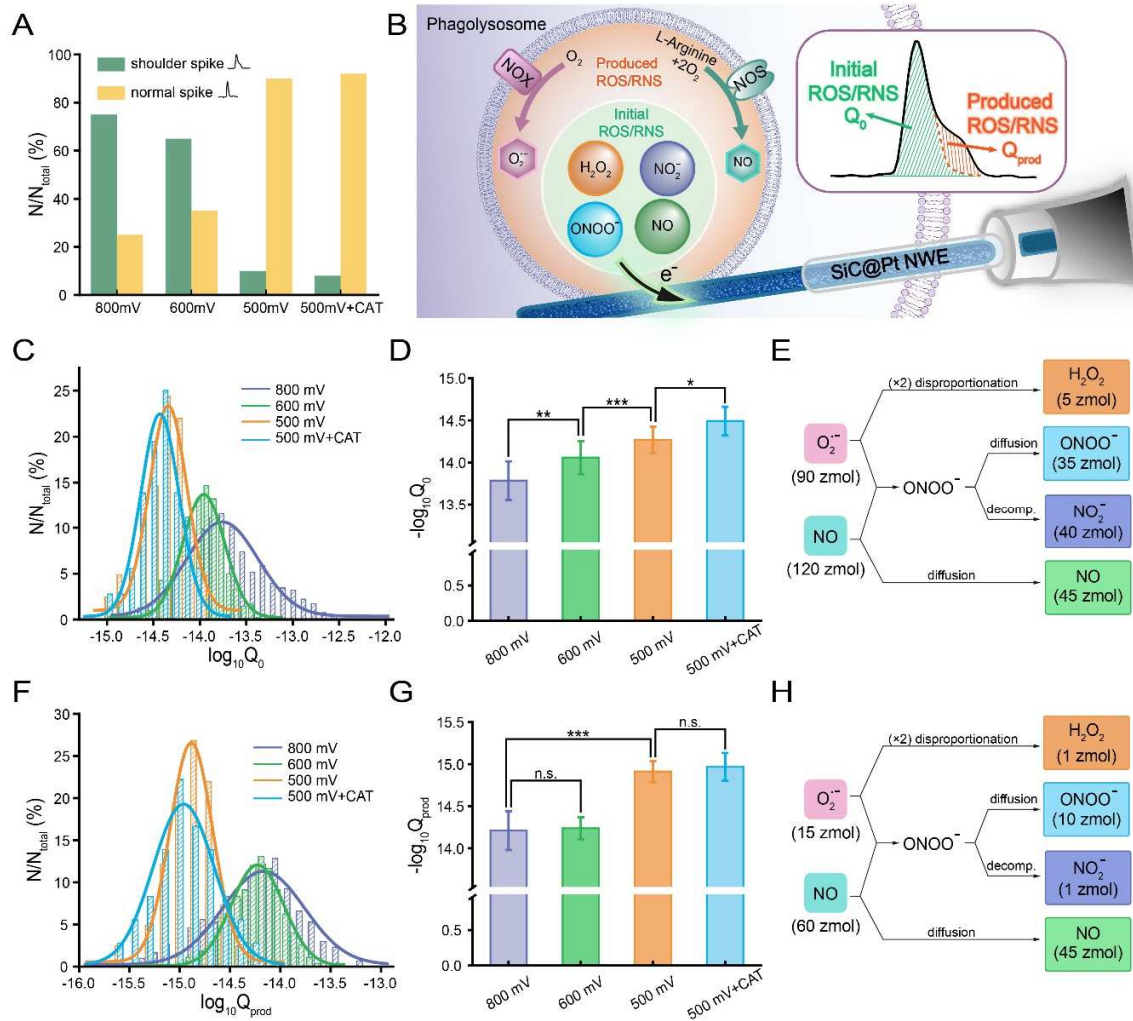 A
100
80
60
40
20
0
N/N_total (%)
shoulder spike
normal spike
800mV
600mV
500mV
500mV+CAT
B
Phagolysosome
NOX
O₂
Produced
ROS/RNS
L-Arginine
+2O₂
NOS
Initial
ROS/RNS
O₂•⁻
H₂O₂
NO₂⁻
NO
ONOO⁻
NO
e⁻
SiC@Pt NWE
Initial
ROS/RNS
Q₀
Produced
ROS/RNS
Q_prod
C
25
20
15
10
5
0
N/N_total (%)
800 mV
600 mV
500 mV
500 mV+CAT
-15.0
-14.5
-14.0
-13.5
-13.0
-12.5
-12.0
log₁₀Q₀
D
15.0
14.5
14.0
13.5
0.5
0.0
-log₁₀Q₀
**
***
*
800 mV
600 mV
500 mV
500 mV+CAT
E
O₂•⁻
(90 zmol)
NO
(120 zmol)
(×2) disproportionation
ONOO⁻
diffusion
decomp.
diffusion
H₂O₂
(5 zmol)
ONOO⁻
(35 zmol)
NO₂⁻
(40 zmol)
NO
(45 zmol)
F
30
25
20
15
10
5
0
N/N_total (%)
800 mV
600 mV
500 mV
500 mV+CAT
-16.0
-15.5
-15.0
-14.5
-14.0
-13.5
-13.0
log₁₀Q_prod
G
15.5
15.0
14.5
14.0
0.5
0.0
-log₁₀Q_prod
n.s.
***
n.s.
800 mV
600 mV
500 mV
500 mV+CAT
H
O₂•⁻
(15 zmol)
NO
(60 zmol)
(×2) disproportionation
ONOO⁻
diffusion
decomp.
diffusion
H₂O₂
(1 zmol)
ONOO⁻
(10 zmol)
NO₂⁻
(1 zmol)
NO
(45 zmol)